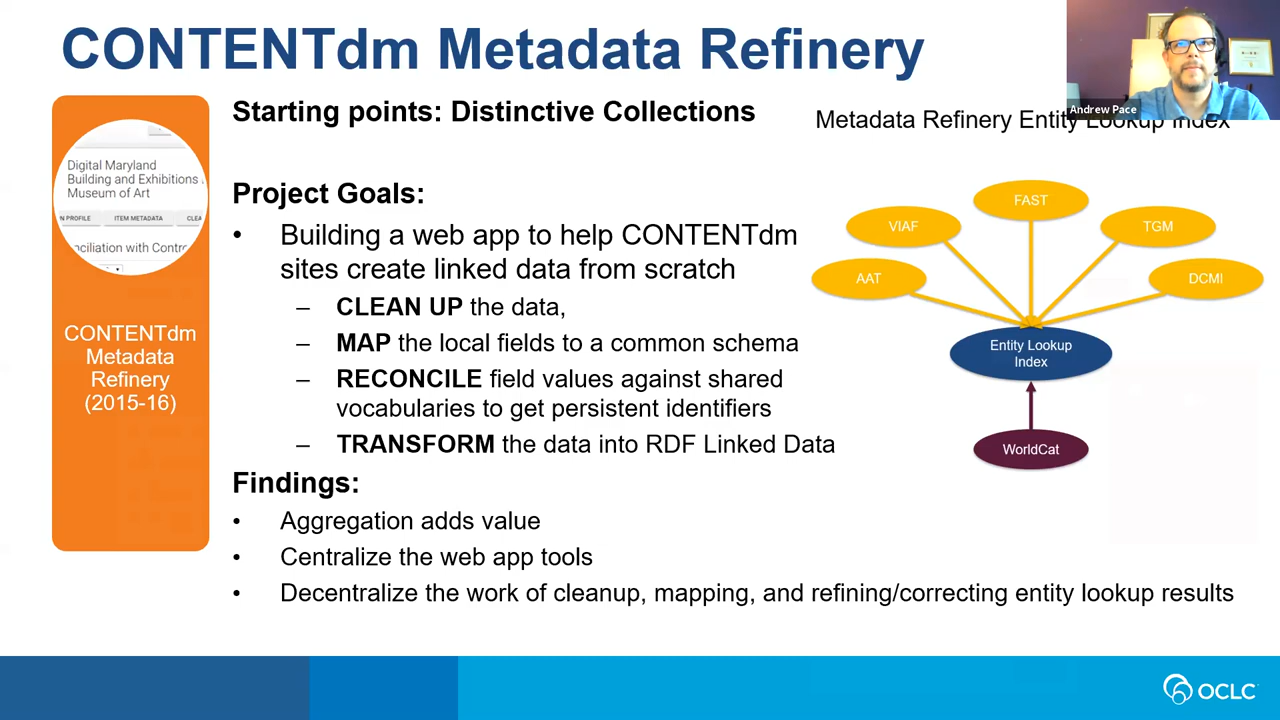 CONTENTdm Metadata Refinery
Andrew Pace
Starting points: Distinctive Collections
Metadata Refinery Entity Lookup Index
Digital Maryland
Building and Exhibitions
Museum of Art
N PROFILE ITEM METADATA CLEA
nciliation with Contro
CONTENTdm
Metadata
Refinery
(2015-16)
Project Goals:
• Building a web app to help CONTENTdm
sites create linked data from scratch
– CLEAN UP the data,
– MAP the local fields to a common schema
– RECONCILE field values against shared
vocabularies to get persistent identifiers
– TRANSFORM the data into RDF Linked Data
Findings:
• Aggregation adds value
• Centralize the web app tools
• Decentralize the work of cleanup, mapping, and refining/correcting entity lookup results
FAST
VIAF
TGM
AAT
DCMI
Entity Lookup
Index
WorldCat
OCLC